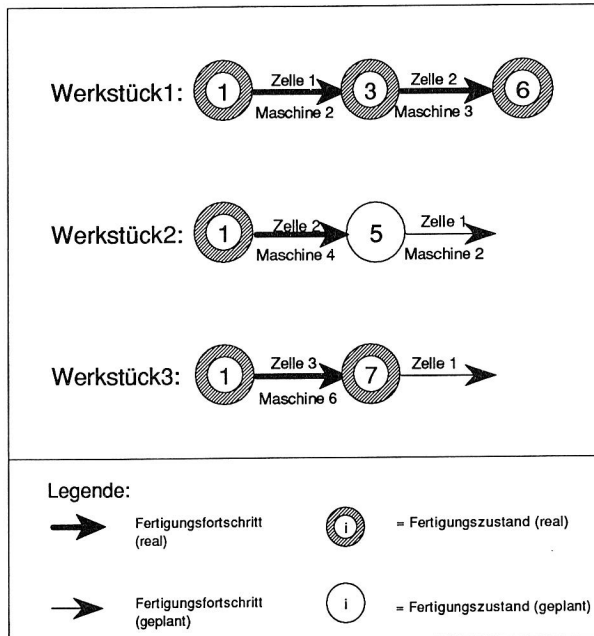 Zelle 1 Zelle 2
Werkstück1: 1 3 6
Maschine 2 Maschine 3
Zelle 2 Zelle 1
Werkstück2: 1 5
Maschine 4 Maschine 2
Zelle 3 Zelle 1
Werkstück3: 1 7
Maschine 6
Legende:
Fertigungsfortschritt
(real)
i = Fertigungszustand (real)
Fertigungsfortschritt
(geplant)
i = Fertigungszustand (geplant)